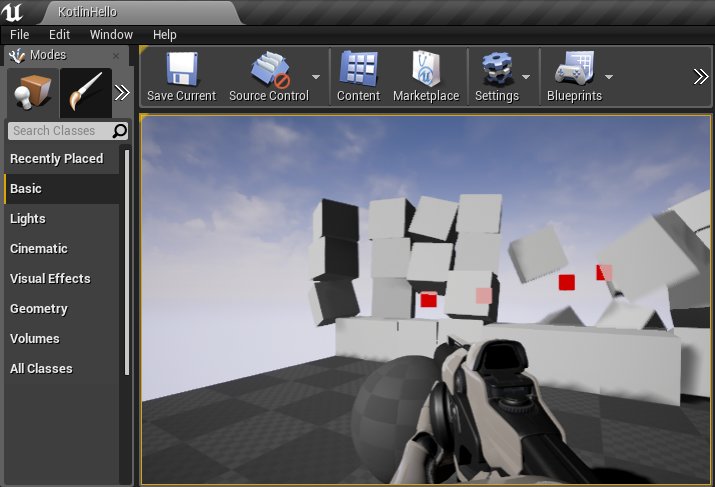 KotlinHello
File Edit Window Help
Modes
Save Current Source Control Content Marketplace Settings Blueprints
Search Classes
Recently Placed
Basic
Lights
Cinematic
Visual Effects
Geometry
Volumes
All Classes